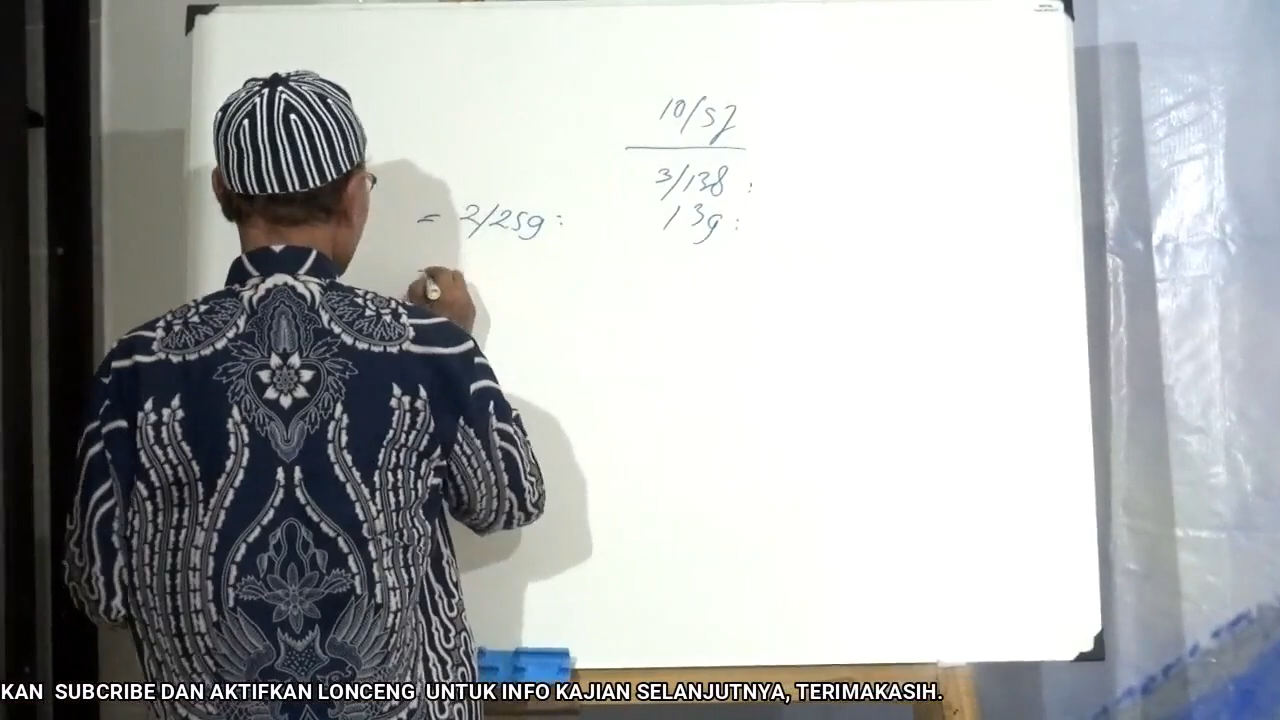 10/57
3/138 :
139 :
= 2/259 :
KAN SUBCRIBE DAN AKTIFKAN LONCENG UNTUK INFO KAJIAN SELANJUTNYA, TERIMAKASIH.